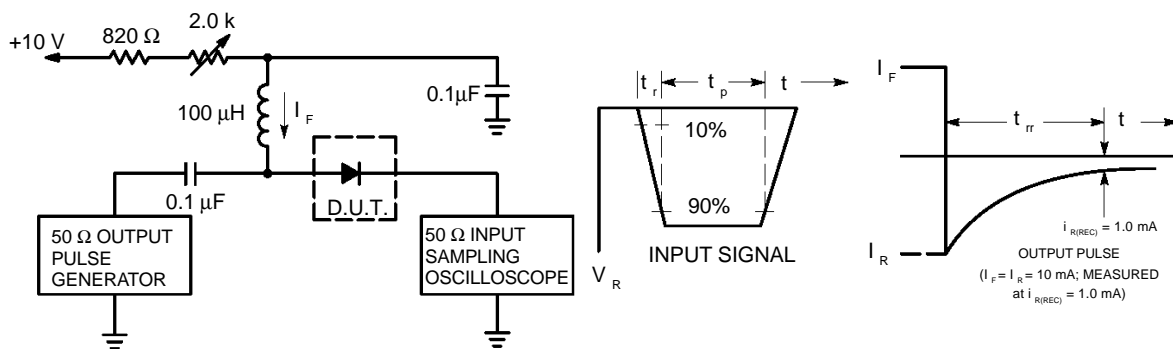 +10 V
820 Ω
2.0 k
100 μH
I F
0.1μF
0.1 μF
D.U.T.
50 Ω OUTPUT
PULSE
GENERATOR
50 Ω INPUT
SAMPLING
OSCILLOSCOPE
t r
t p
t
10%
90%
V R
INPUT SIGNAL
I F
t rr
t
I R
i R(REC) = 1.0 mA
OUTPUT PULSE
(I F = I R = 10 mA; MEASURED
at i R(REC) = 1.0 mA)